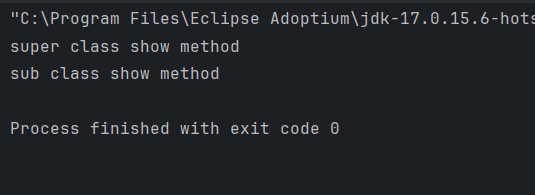 "C:\Program Files\Eclipse Adoptium\jdk-17.0.15.6-hots
super class show method
sub class show method
Process finished with exit code 0